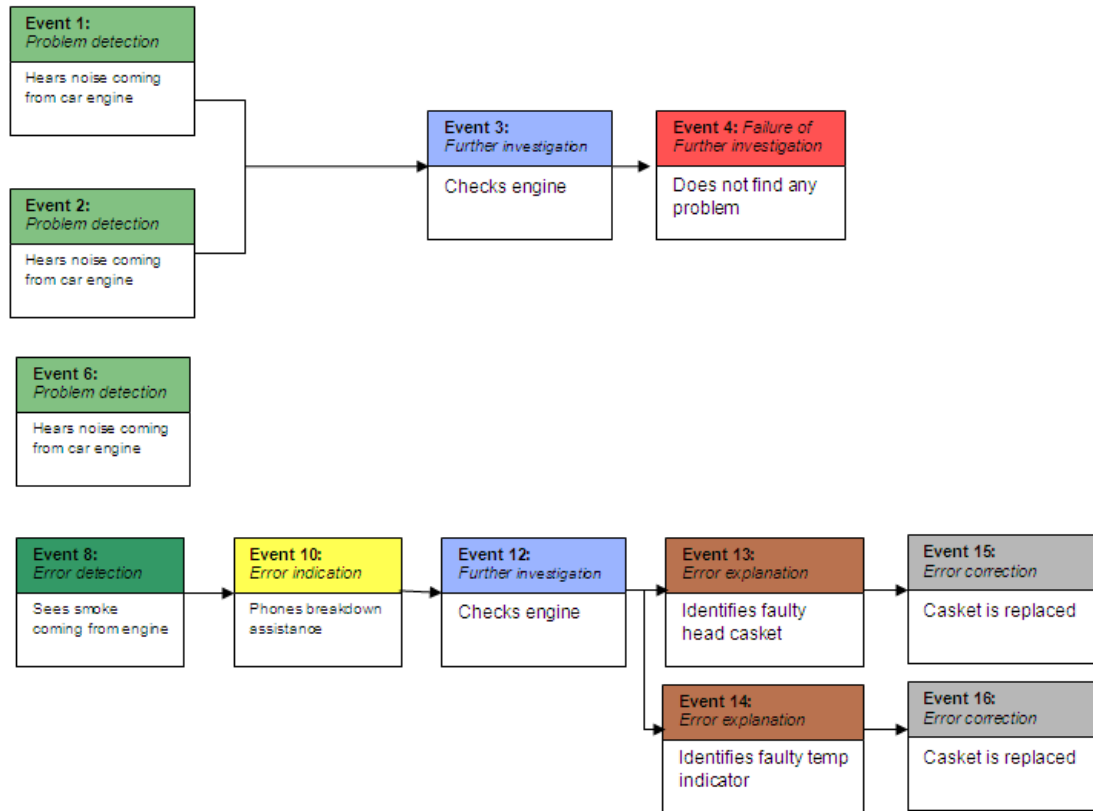 Event 1:
Problem detection
Hears noise coming
from car engine
Event 2:
Problem detection
Hears noise coming
from car engine
Event 3:
Further investigation
Checks engine
Event 4: Failure of
Further investigation
Does not find any
problem
Event 6:
Problem detection
Hears noise coming
from car engine
Event 8:
Error detection
Sees smoke
coming from engine
Event 10:
Error indication
Phones breakdown
assistance
Event 12:
Further investigation
Checks engine
Event 13:
Error explanation
Identifies faulty
head casket
Event 15:
Error correction
Casket is replaced
Event 14:
Error explanation
Identifies faulty temp
indicator
Event 16:
Error correction
Casket is replaced